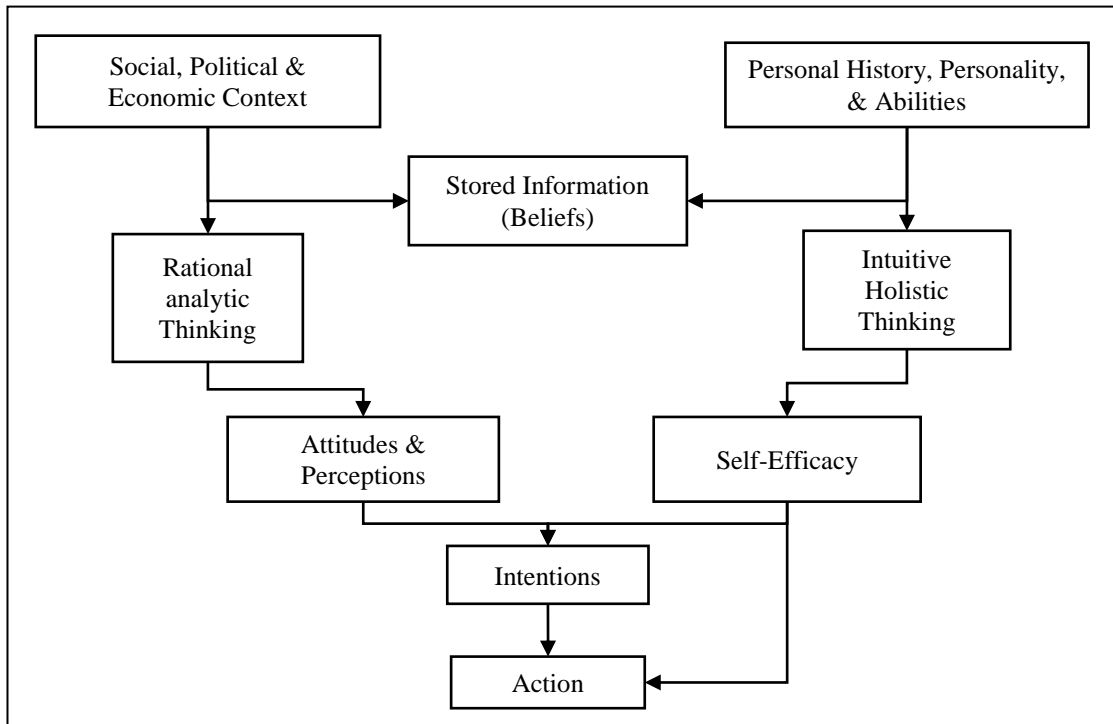 Social, Political &
Economic Context
Personal History, Personality,
& Abilities
Stored Information
(Beliefs)
Rational
analytic
Thinking
Intuitive
Holistic
Thinking
Attitudes &
Perceptions
Self-Efficacy
Intentions
Action